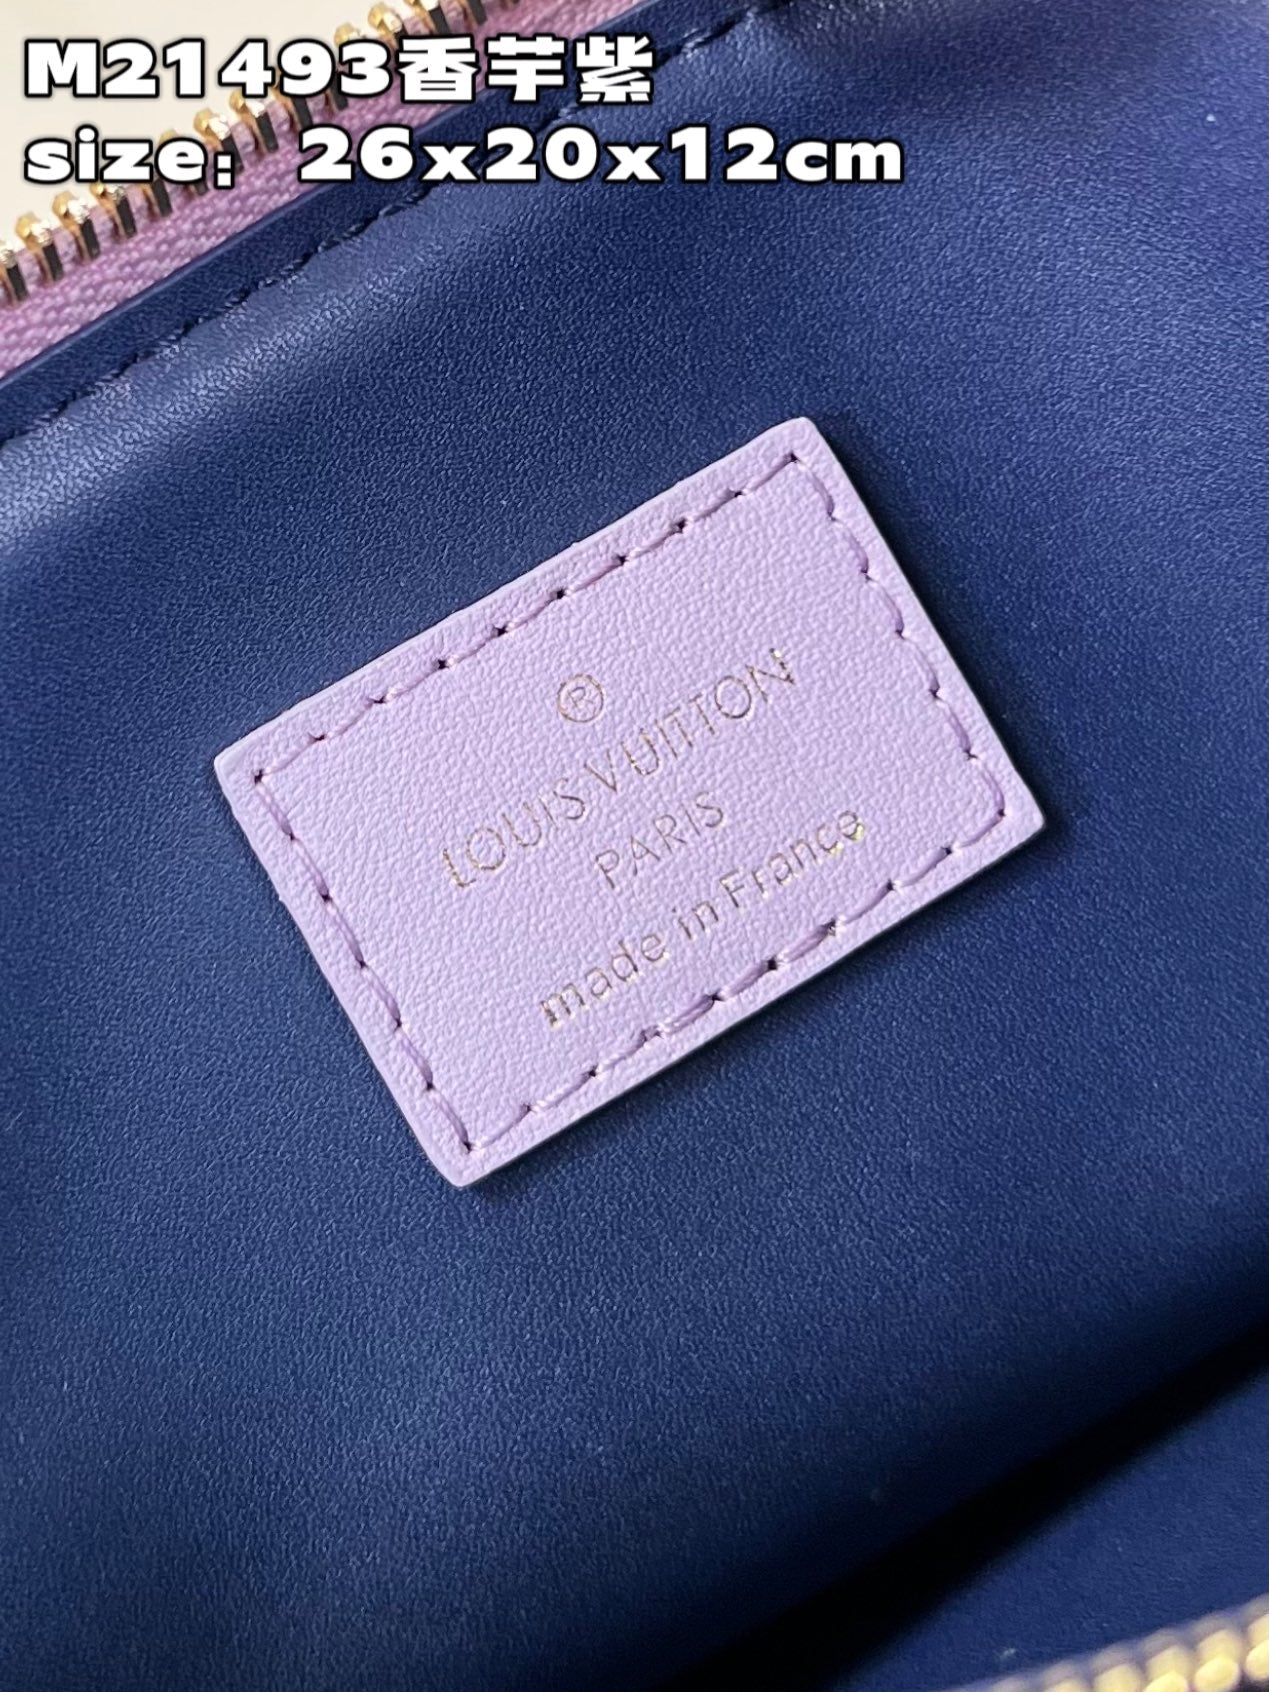 M21493香芋紫
size： 26x20x12cm
®
LOUIS VUITTON
PARIS
made in France